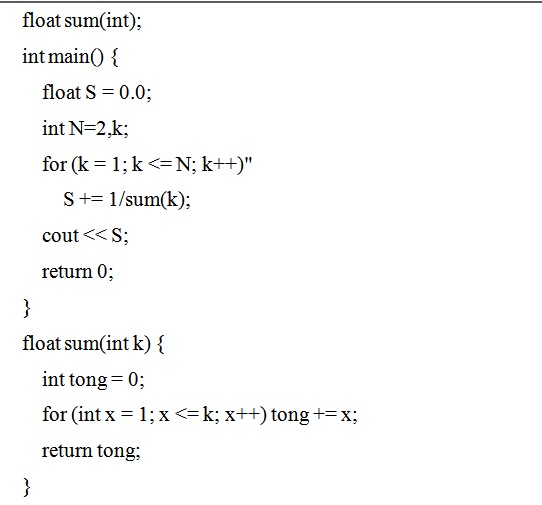 float sum(int);
int main() {
float S = 0.0;
int N=2,k;
for (k = 1; k <= N; k++)"
S += 1/sum(k);
cout << S;
return 0;
}
float sum(int k) {
int tong = 0;
for (int x = 1; x <= k; x++) tong += x;
return tong;
}